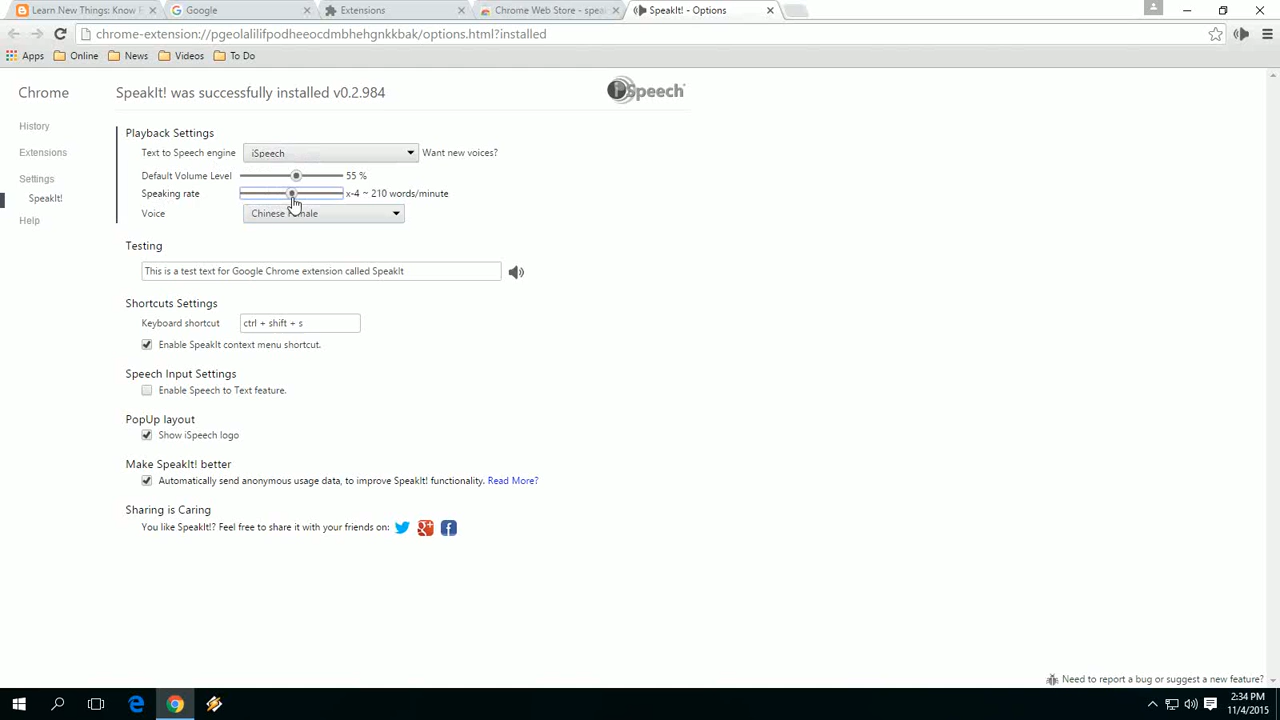 Learn New Things: Know
Google
Extensions
Chrome Web Store - spea
SpeakIt! - Options
chrome-extension://pgeolalilifpodheeocdmbhehgnkkbak/options.html?installed
Apps
Online
News
Videos
To Do
Chrome
SpeakIt! was successfully installed v0.2.984
iSpeech
History
Extensions
Settings
SpeakIt!
Help
Playback Settings
Text to Speech engine iSpeech Want new voices?
Default Volume Level 55 %
Speaking rate x-4 ~ 210 words/minute
Voice Chinese Female
Testing
This is a test text for Google Chrome extension called SpeakIt
Shortcuts Settings
Keyboard shortcut ctrl + shift + s
Enable SpeakIt context menu shortcut.
Speech Input Settings
Enable Speech to Text feature.
PopUp layout
Show iSpeech logo
Make SpeakIt! better
Automatically send anonymous usage data, to improve SpeakIt! functionality. Read More?
Sharing is Caring
You like SpeakIt!? Feel free to share it with your friends on:
Need to report a bug or suggest a new feature?
2:34 PM
11/4/2015